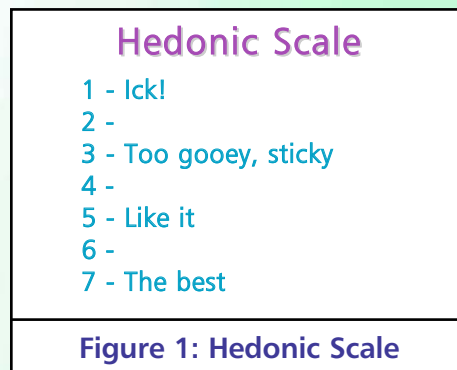 Hedonic Scale
1 - Ick!
2 -
3 - Too gooey, sticky
4 -
5 - Like it
6 -
7 - The best
Figure 1: Hedonic Scale